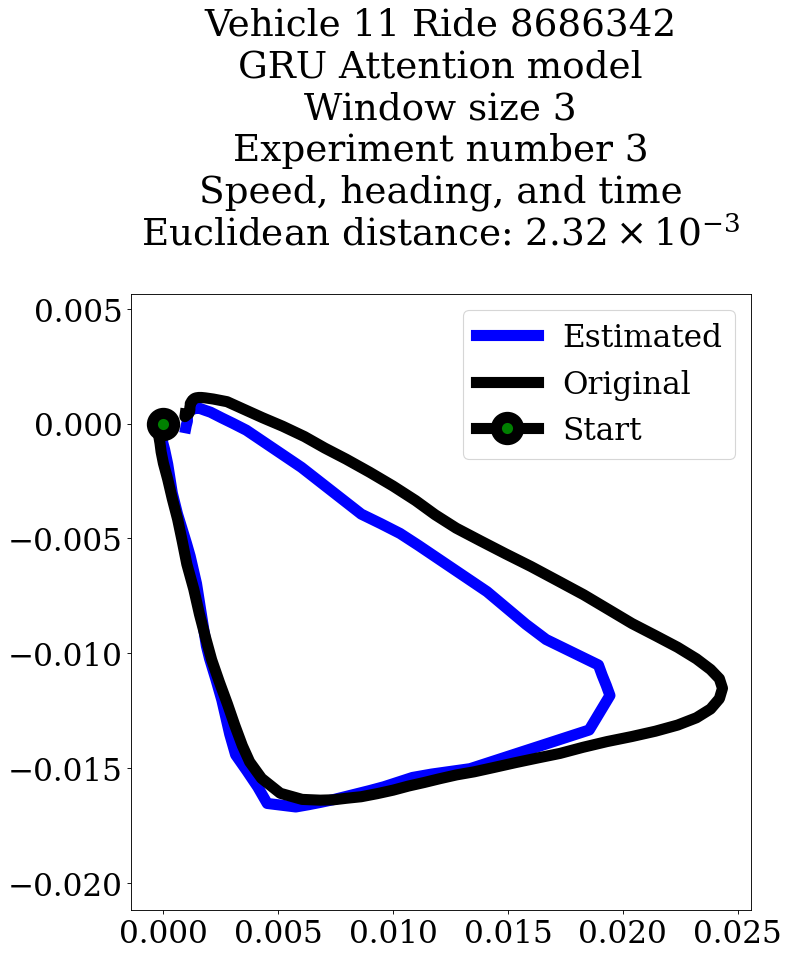 Vehicle 11 Ride 8686342
GRU Attention model
Window size 3
Experiment number 3
Speed, heading, and time
Euclidean distance: 2.32 × 10⁻³
Estimated
Original
Start
0.005
0.000
−0.005
−0.010
−0.015
−0.020
0.000 0.005 0.010 0.015 0.020 0.025